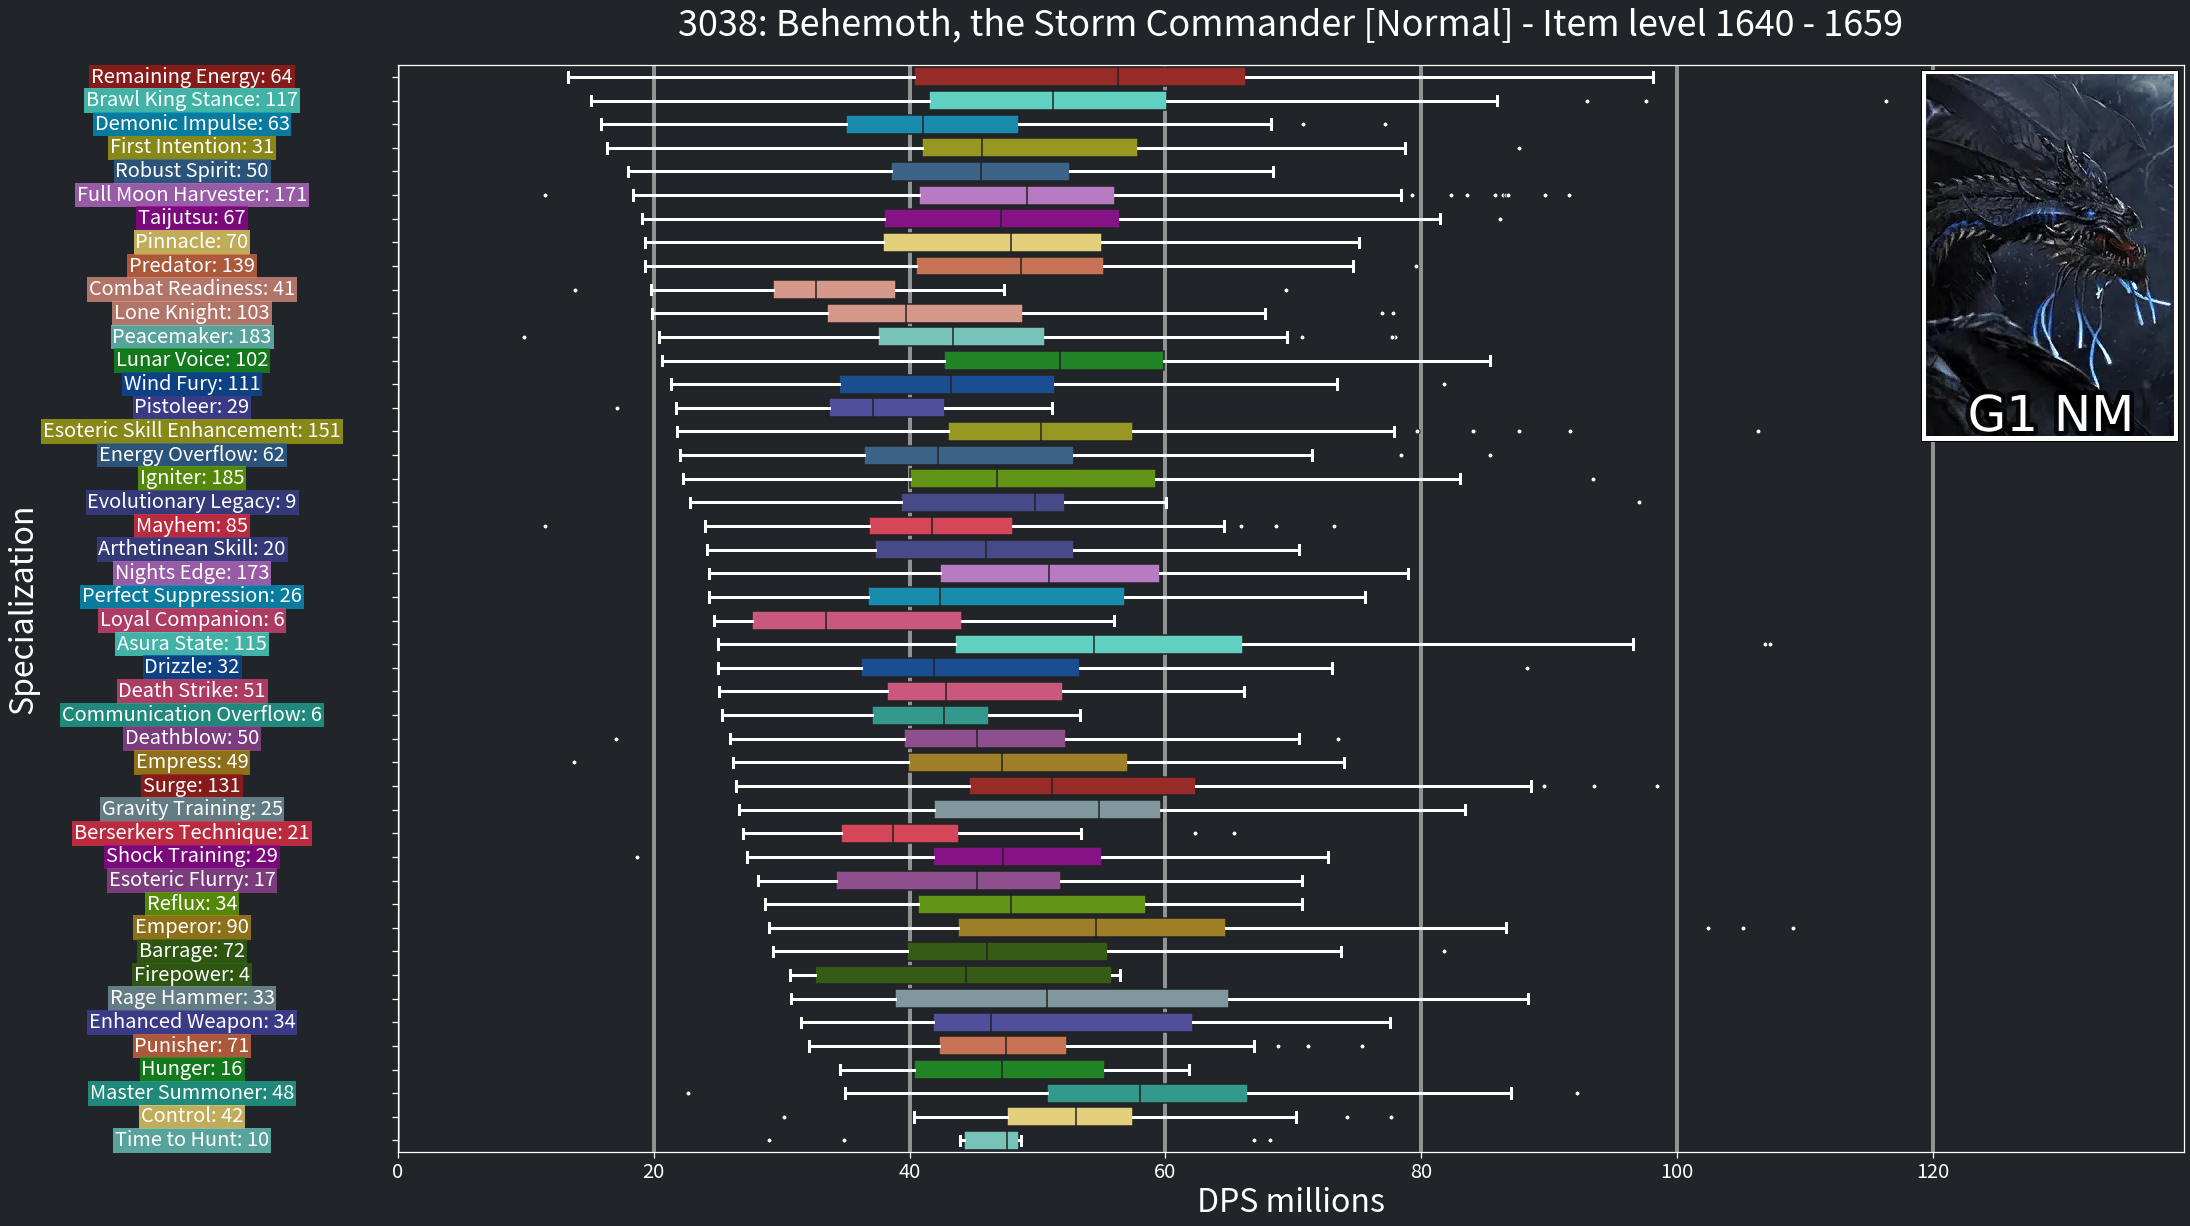 3038: Behemoth, the Storm Commander [Normal] - Item level 1640 - 1659
Remaining Energy: 64
Brawl King Stance: 117
Demonic Impulse: 63
First Intention: 31
Robust Spirit: 50
Full Moon Harvester: 171
Taijutsu: 67
Pinnacle: 70
Predator: 139
Combat Readiness: 41
Lone Knight: 103
Peacemaker: 183
Lunar Voice: 102
Wind Fury: 111
Pistoleer: 29
Esoteric Skill Enhancement: 151
Energy Overflow: 62
Igniter: 185
Evolutionary Legacy: 9
Mayhem: 85
Arthetinean Skill: 20
Nights Edge: 173
Perfect Suppression: 26
Loyal Companion: 6
Asura State: 115
Drizzle: 32
Death Strike: 51
Communication Overflow: 6
Deathblow: 50
Empress: 49
Surge: 131
Gravity Training: 25
Berserkers Technique: 21
Shock Training: 29
Esoteric Flurry: 17
Reflux: 34
Emperor: 90
Barrage: 72
Firepower: 4
Rage Hammer: 33
Enhanced Weapon: 34
Punisher: 71
Hunger: 16
Master Summoner: 48
Control: 42
Time to Hunt: 10
Specialization
G1 NM
0 20 40 60 80 100 120
DPS millions